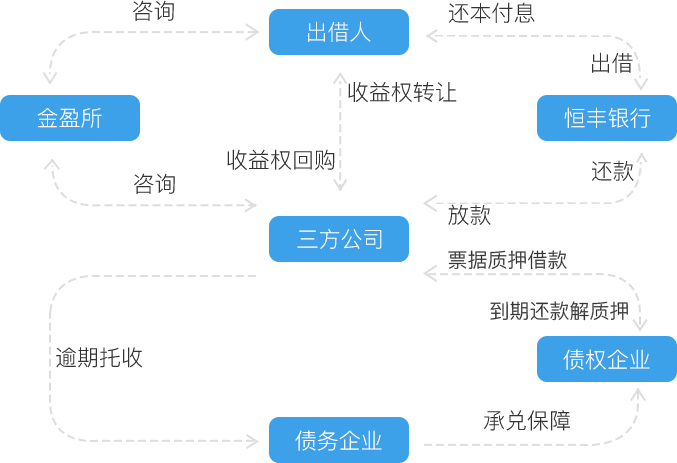 咨询
还本付息
出借人
出借
收益权转让
金盈所
恒丰银行
收益权回购
还款
咨询
放款
三方公司
票据质押借款
到期还款解质押
逾期托收
债权企业
承兑保障
债务企业